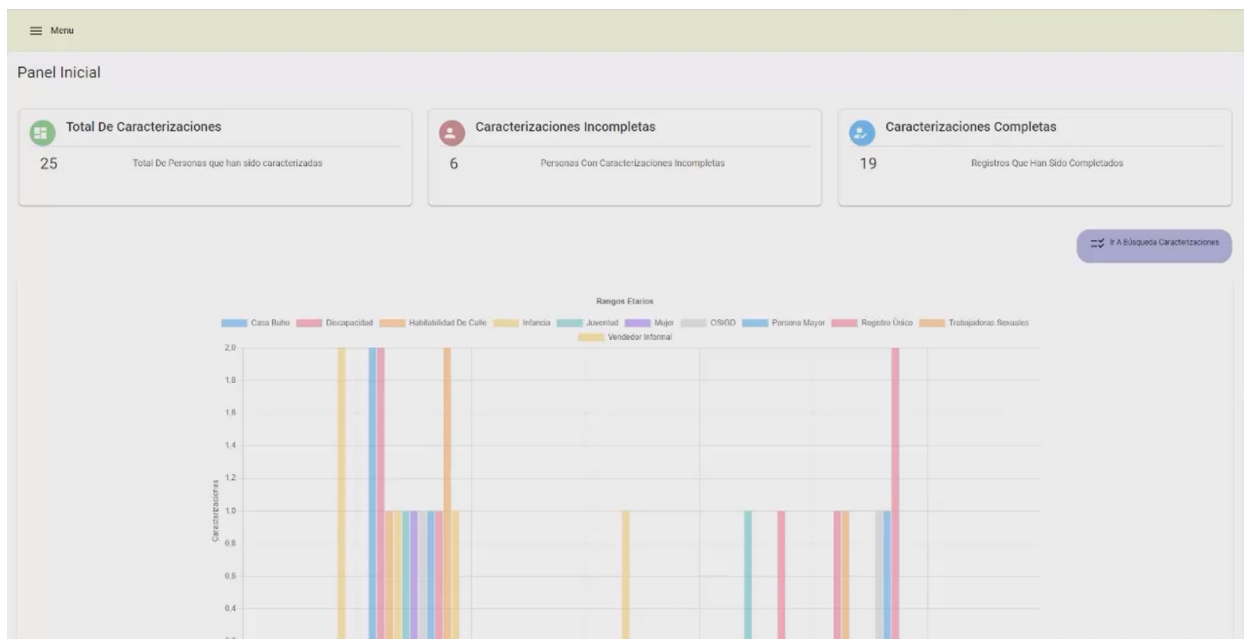 Menu
Panel Inicial
Total De Caracterizaciones
25 Total De Personas que han sido caracterizadas
Caracterizaciones Incompletas
6 Personas Con Caracterizaciones Incompletas
Caracterizaciones Completas
19 Registros Que Han Sido Completados
Ir A Búsqueda Caracterizaciones
Rangos Etarios
Casa Buho Discapacidad Habitabilidad De Calle Infancia Juventud Mujer OSIGD Persona Mayor Registro Único Trabajadoras Sexuales
Vendedor Informal
Caracterizaciones
2,0
1,8
1,6
1,4
1,2
1,0
0,8
0,6
0,4